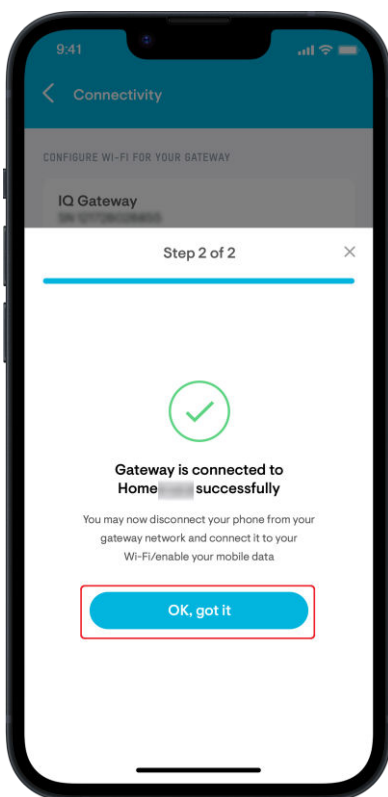 9:41
Connectivity
CONFIGURE WI-FI FOR YOUR GATEWAY
IQ Gateway
Step 2 of 2
Gateway is connected to
Home successfully
You may now disconnect your phone from your
gateway network and connect it to your
Wi-Fi/enable your mobile data
OK, got it